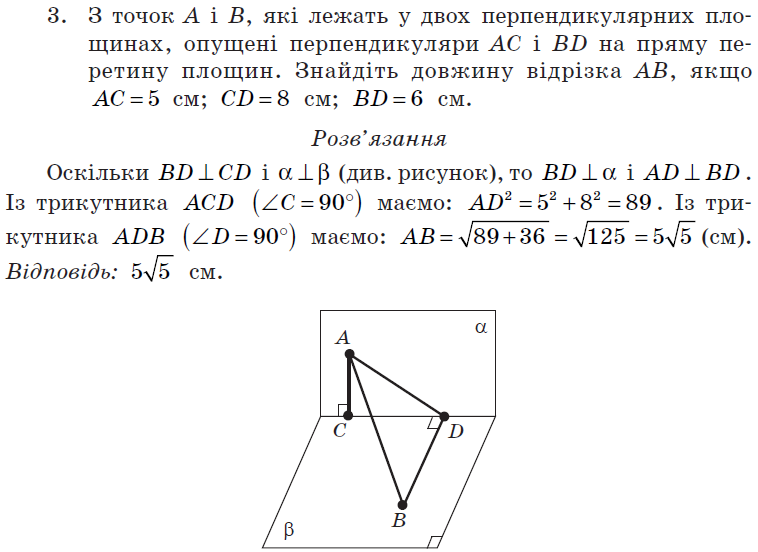 3. З точок A і B, які лежать у двох перпендикулярних пло-
щинах, опущені перпендикуляри AC і BD на пряму пе-
ретину площин. Знайдіть довжину відрізка AB, якщо
AC = 5 см; CD = 8 см; BD = 6 см.
Розв’язання
Оскільки BD ⊥ CD і α ⊥ β (див. рисунок), то BD ⊥ α і AD ⊥ BD.
Із трикутника ACD (∠C = 90°) маємо: AD² = 5² + 8² = 89. Із три-
кутника ADB (∠D = 90°) маємо: AB = √(89+36) = √125 = 5√5 (см).
Відповідь: 5√5 см.
α
A
C
D
B
β